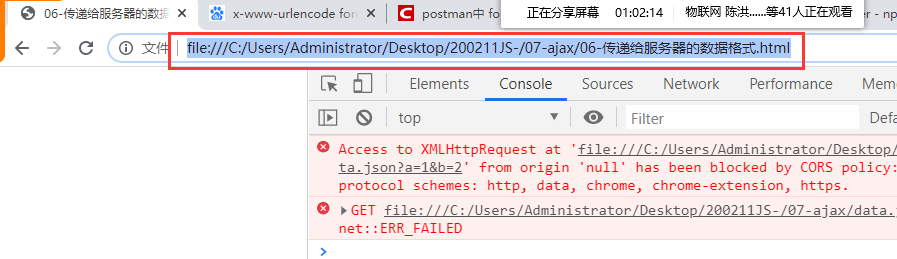 06-传递给服务器的数据
x-www-urlencode form
postman中 fo
正在分享屏幕 01:02:14 物联网 陈洪......等41人正在观看
er - np
文件 file:///C:/Users/Administrator/Desktop/200211JS-/07-ajax/06-传递给服务器的数据格式.html
Elements Console Sources Network Performance
top Filter Defa
Access to XMLHttpRequest at 'file:///C:/Users/Administrator/Desktop/
ta.json?a=1&b=2' from origin 'null' has been blocked by CORS policy:
protocol schemes: http, data, chrome, chrome-extension, https.
GET file:///C:/Users/Administrator/Desktop/200211JS-/07-ajax/data.j
net::ERR_FAILED